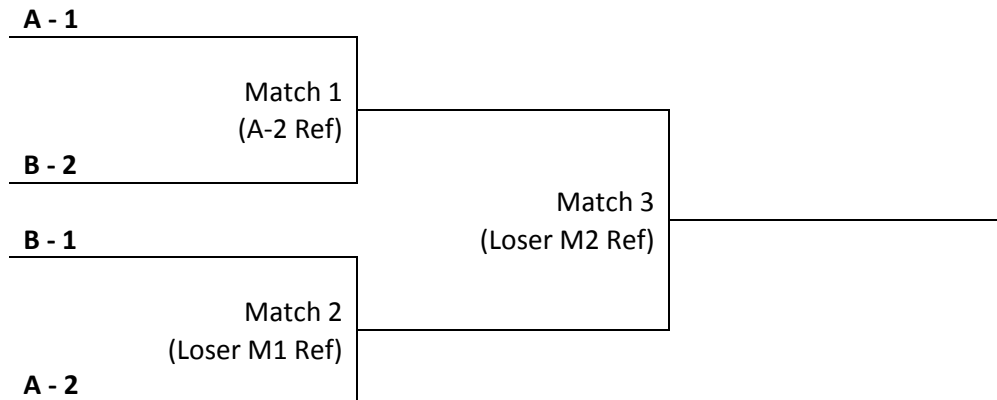 A - 1
Match 1
(A-2 Ref)
B - 2
Match 3
(Loser M2 Ref)
B - 1
Match 2
(Loser M1 Ref)
A - 2